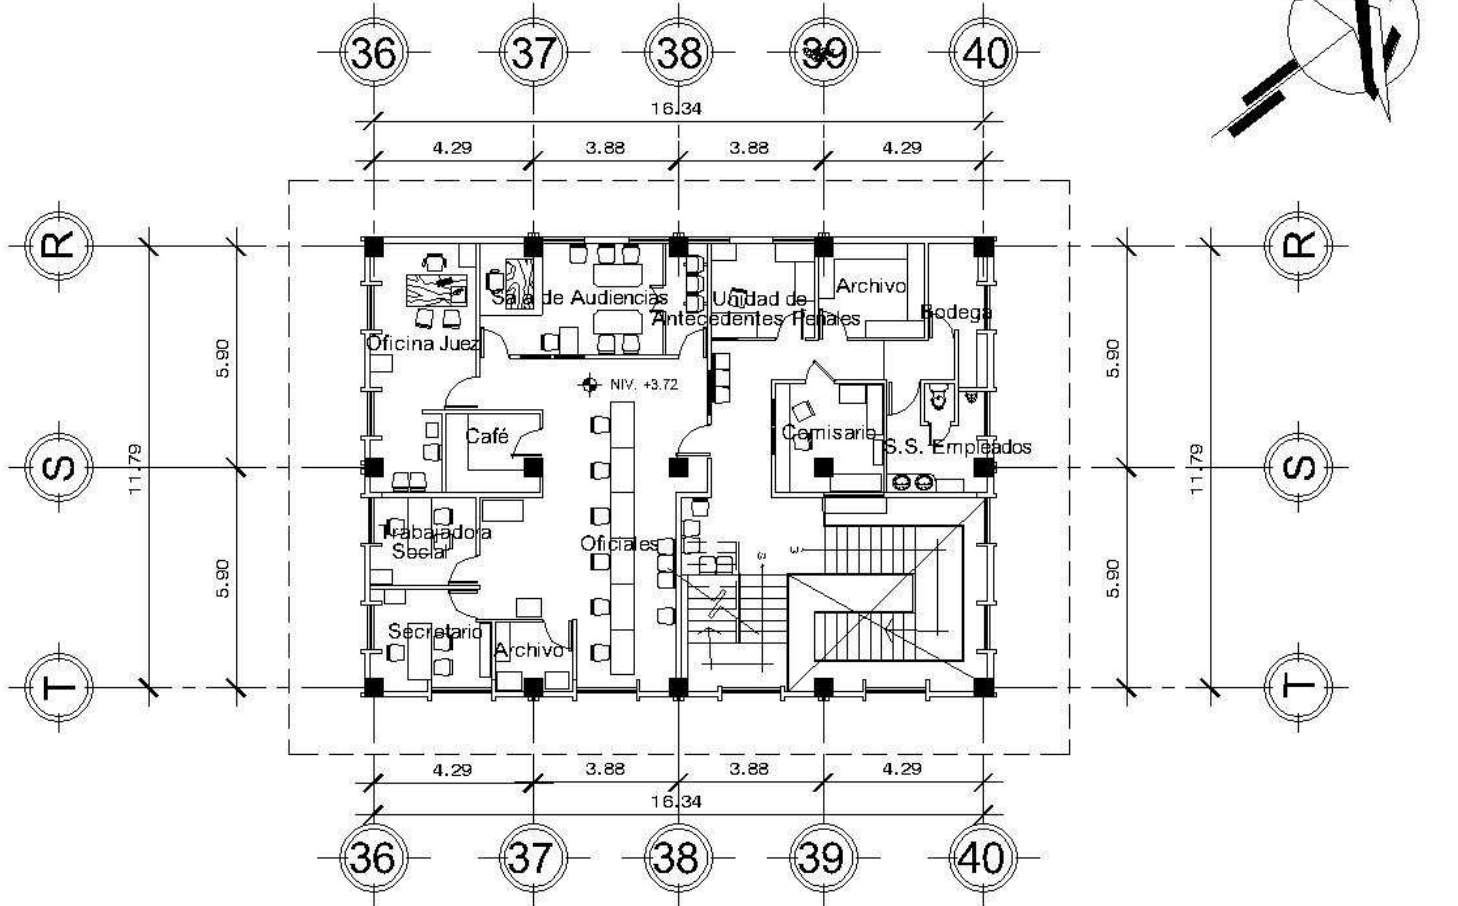 36 37 38 39 40
16.34
4.29 3.88 3.88 4.29
R R
Archivo
Sala de Audiencias
Unidad de
Antecedentes Penales
Bodega
Oficina Juez
5.90 5.90
NIV. +3.72
Café
Comisario
S.S. Empleados
S S
11.79 11.79
Trabajadora
Social
Oficiales
S
5.90 5.90
Secretario
Archivo
T T
4.29 3.88 3.88 4.29
16.34
36 37 38 39 40